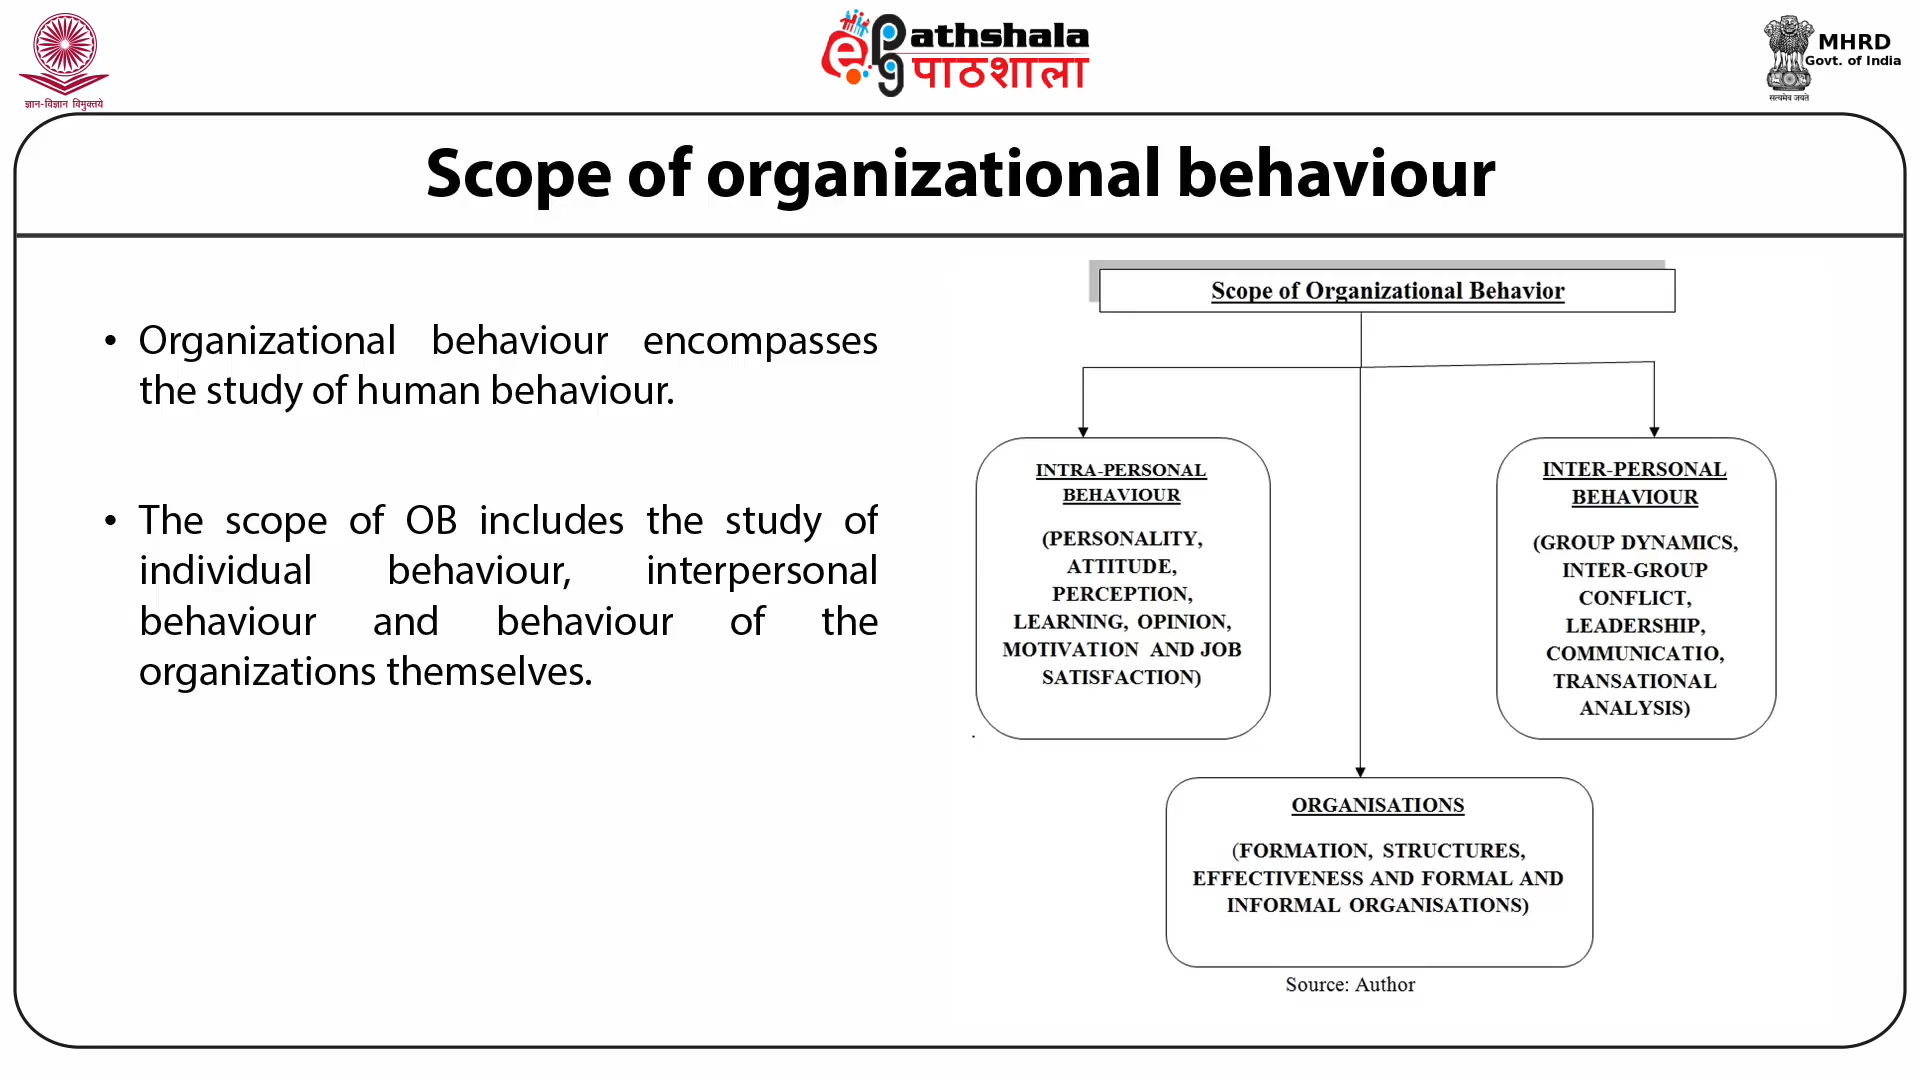 ज्ञान-विज्ञान विमुक्तये
ePathshala
पाठशाला
MHRD
Govt. of India
सत्यमेव जयते
Scope of organizational behaviour
• Organizational behaviour encompasses
the study of human behaviour.
• The scope of OB includes the study of
individual behaviour, interpersonal
behaviour and behaviour of the
organizations themselves.
Scope of Organizational Behavior
INTRA-PERSONAL
BEHAVIOUR
(PERSONALITY,
ATTITUDE,
PERCEPTION,
LEARNING, OPINION,
MOTIVATION AND JOB
SATISFACTION)
INTER-PERSONAL
BEHAVIOUR
(GROUP DYNAMICS,
INTER-GROUP
CONFLICT,
LEADERSHIP,
COMMUNICATIO,
TRANSATIONAL
ANALYSIS)
ORGANISATIONS
(FORMATION, STRUCTURES,
EFFECTIVENESS AND FORMAL AND
INFORMAL ORGANISATIONS)
Source: Author